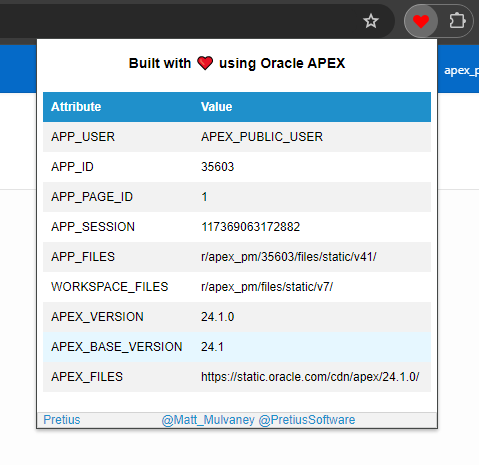 apex_p
Built with ❤ using Oracle APEX
Attribute Value
APP_USER APEX_PUBLIC_USER
APP_ID 35603
APP_PAGE_ID 1
APP_SESSION 117369063172882
APP_FILES r/apex_pm/35603/files/static/v41/
WORKSPACE_FILES r/apex_pm/files/static/v7/
APEX_VERSION 24.1.0
APEX_BASE_VERSION 24.1
APEX_FILES https://static.oracle.com/cdn/apex/24.1.0/
Pretius @Matt_Mulvaney @PretiusSoftware